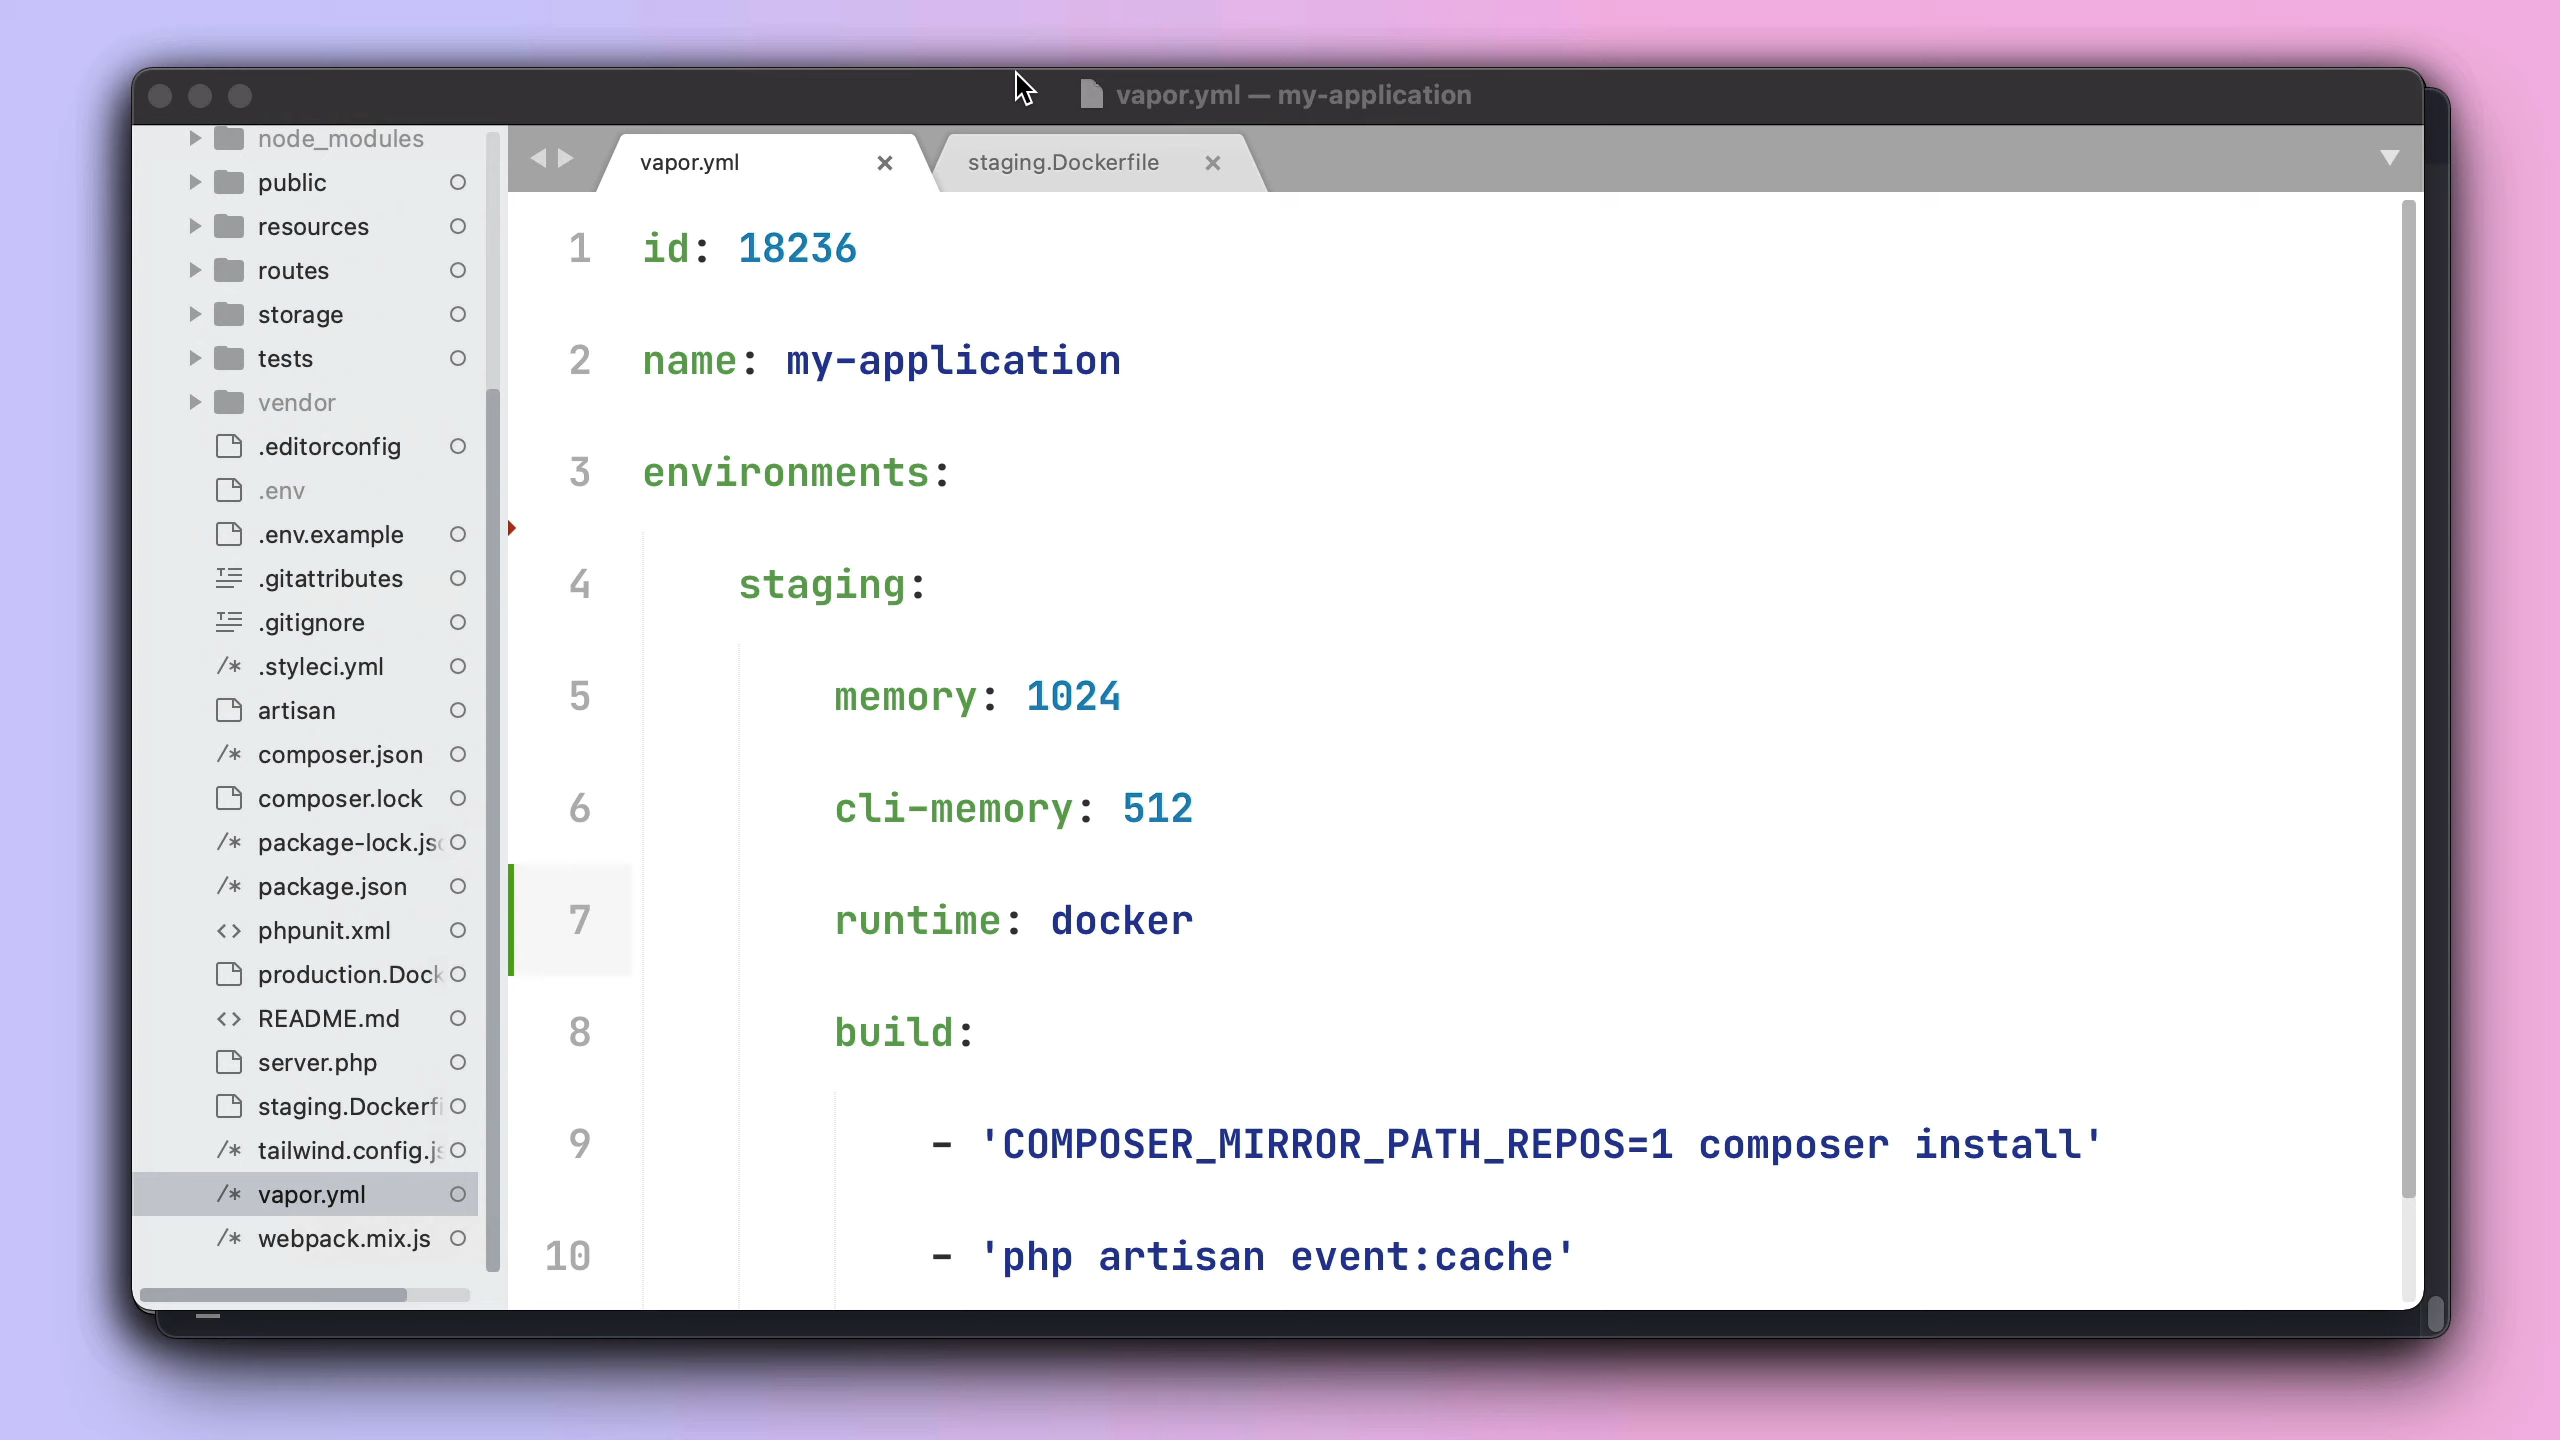 vapor.yml — my-application
node_modules
public
resources
routes
storage
tests
vendor
.editorconfig
.env
.env.example
.gitattributes
.gitignore
/* .styleci.yml
artisan
/* composer.json
composer.lock
/* package-lock.js
/* package.json
<> phpunit.xml
production.Dock
<> README.md
server.php
staging.Dockerfi
/* tailwind.config.js
/* vapor.yml
/* webpack.mix.js
vapor.yml × staging.Dockerfile ×
1 id: 18236
2 name: my-application
3 environments:
4 staging:
5 memory: 1024
6 cli-memory: 512
7 runtime: docker
8 build:
9 - 'COMPOSER_MIRROR_PATH_REPOS=1 composer install'
10 - 'php artisan event:cache'